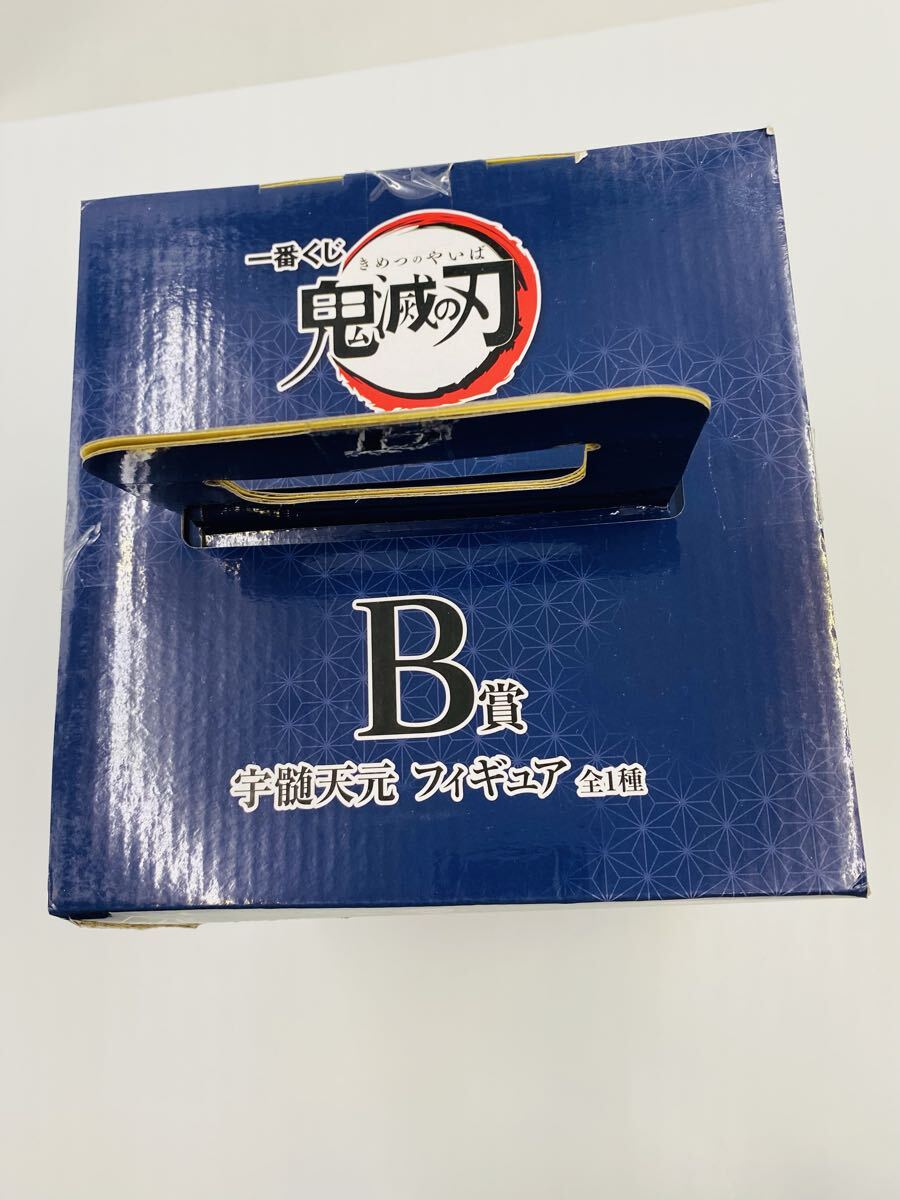 一番くじ
きめつのやいば
鬼滅の刃
B賞
宇髄天元 フィギュア 全1種